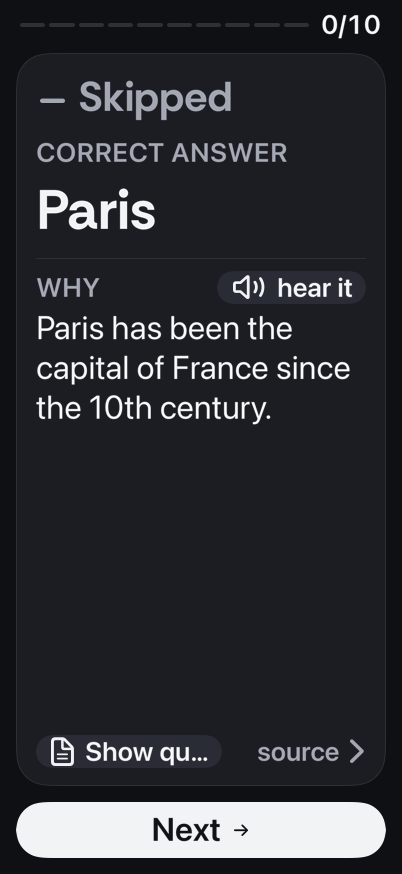 0/10
– Skipped
CORRECT ANSWER
Paris
WHY
hear it
Paris has been the
capital of France since
the 10th century.
Show qu...
source >
Next →